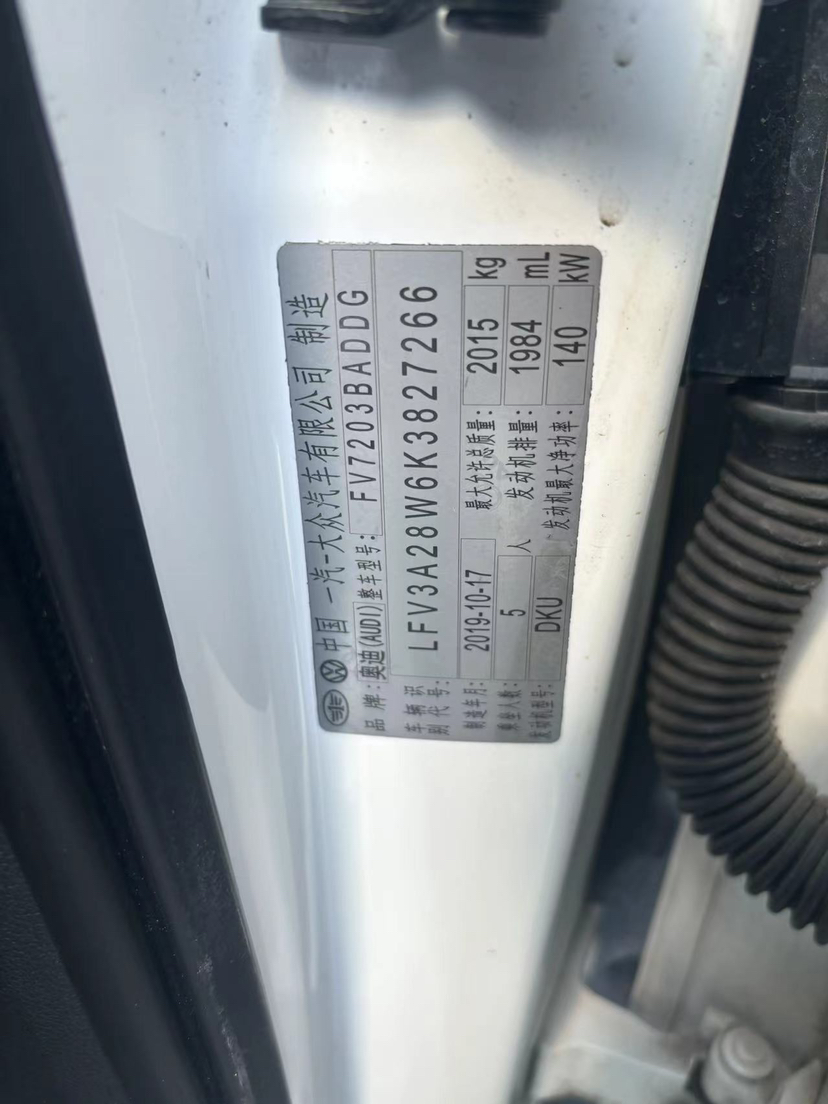 中国 一汽-大众汽车有限公司 制造
品牌: 奥迪(AUDI) 整车型号: FV7203BADDG
车辆识别代号: LFV3A28W6K3827266
制造年月: 2019-10-17 最大允许总质量: 2015 kg
乘坐人数: 5 人 发动机排量: 1984 mL
发动机型号: DKU 发动机最大净功率: 140 kW